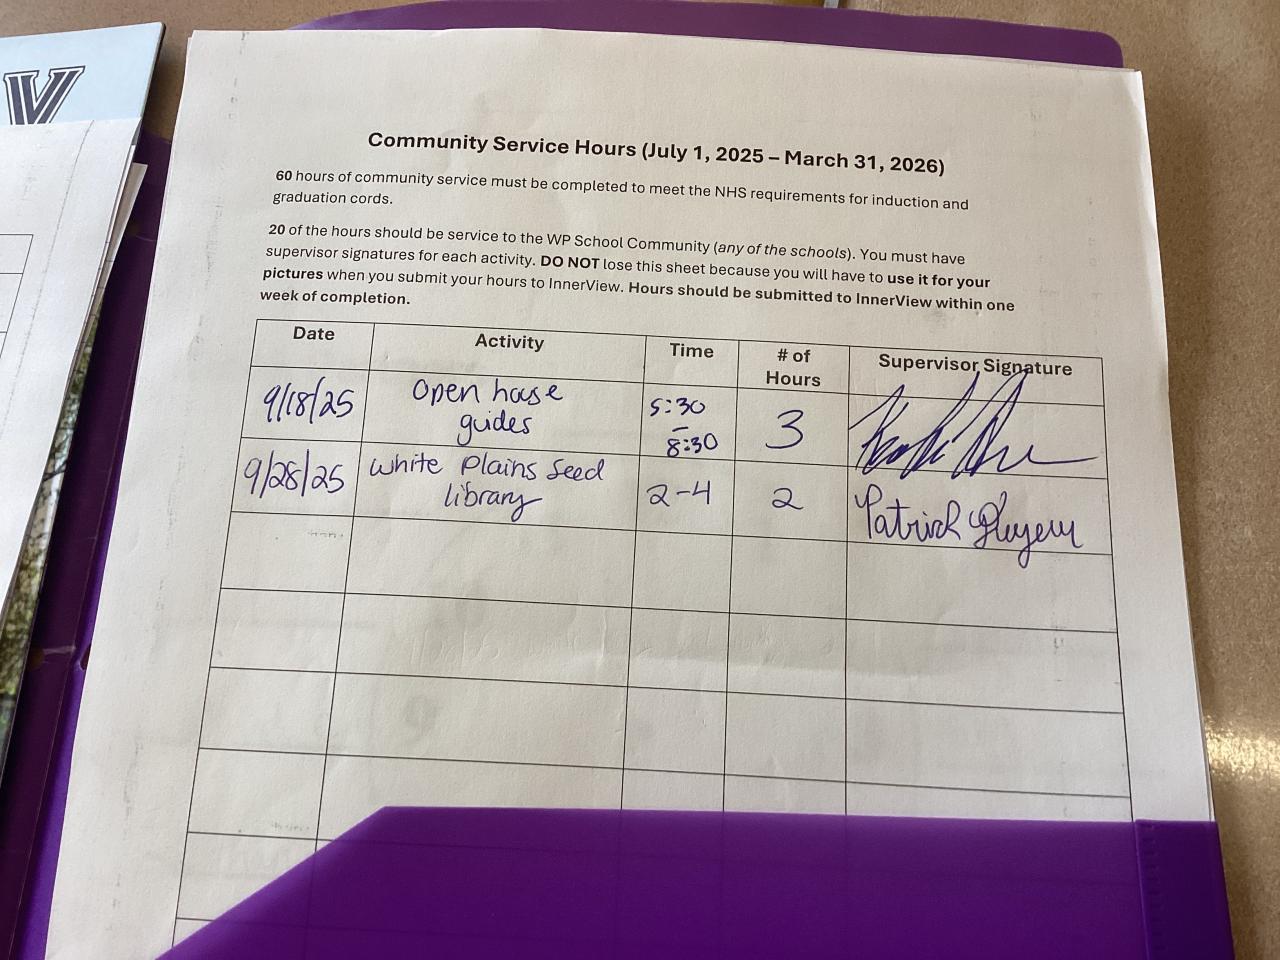 V
Community Service Hours (July 1, 2025 – March 31, 2026)
60 hours of community service must be completed to meet the NHS requirements for induction and
graduation cords.
20 of the hours should be service to the WP School Community (any of the schools). You must have
supervisor signatures for each activity. DO NOT lose this sheet because you will have to use it for your
pictures when you submit your hours to InnerView. Hours should be submitted to InnerView within one
week of completion.
Date Activity Time # of Hours Supervisor Signature
9/18/25 Open house guides 5:30 – 8:30 3
9/28/25 White Plains Seed library 2-4 2 Patrick